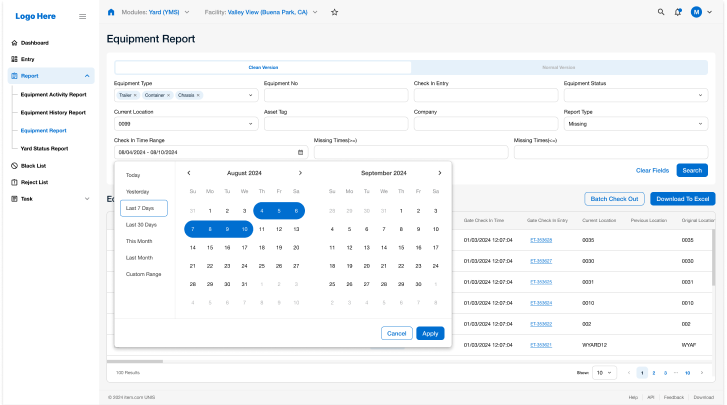 Logo Here
Modules: Yard (YMS)
Facility: Valley View (Buena Park, CA)
M
Dashboard
Entry
Report
Equipment Activity Report
Equipment History Report
Equipment Report
Yard Status Report
Black List
Reject List
Task
Equipment Report
Clean Version
Normal Version
Equipment Type
Equipment No
Check In Entry
Equipment Status
Trailer × Container × Chassis ×
Current Location
Asset Tag
Company
Report Type
0099
Missing
Check In Time Range
Missing Times(>=)
Missing Times(<=)
08/04/2024 - 08/10/2024
Clear Fields
Search
Today
Yesterday
Last 7 Days
Last 30 Days
This Month
Last Month
Custom Range
August 2024
Su Mo Tu We Th Fr Sa
31 1 2 3 4 5 6
7 8 9 10 11 12 13
14 15 16 17 18 19 20
21 22 23 24 25 26 27
28 29 30 31 1 2 3
4 5 6 7 8 9 10
September 2024
Su Mo Tu We Th Fr Sa
28 29 30 31 1 2 3
4 5 6 7 8 9 10
11 12 13 14 15 16 17
18 19 20 21 22 23 24
25 26 27 28 29 30 1
2 3 4 5 6 7 8
Cancel
Apply
Batch Check Out
Download To Excel
Gate Check In Time
Gate Check in Entry
Current Location
Previous Location
Original Location
01/03/2024 12:07:04 ET-353628 0035 0035
01/03/2024 12:07:04 ET-353627 0030 0030
01/03/2024 12:07:04 ET-353625 0031 0031
01/03/2024 12:07:04 ET-353624 0010 0010
01/03/2024 12:07:04 ET-353622 002 002
01/03/2024 12:07:04 ET-353621 WYARD12 WYAF
100 Results
Show: 10
1 2 3 ... 10
© 2024 item.com UNIS
Help | API | Feedback | Download